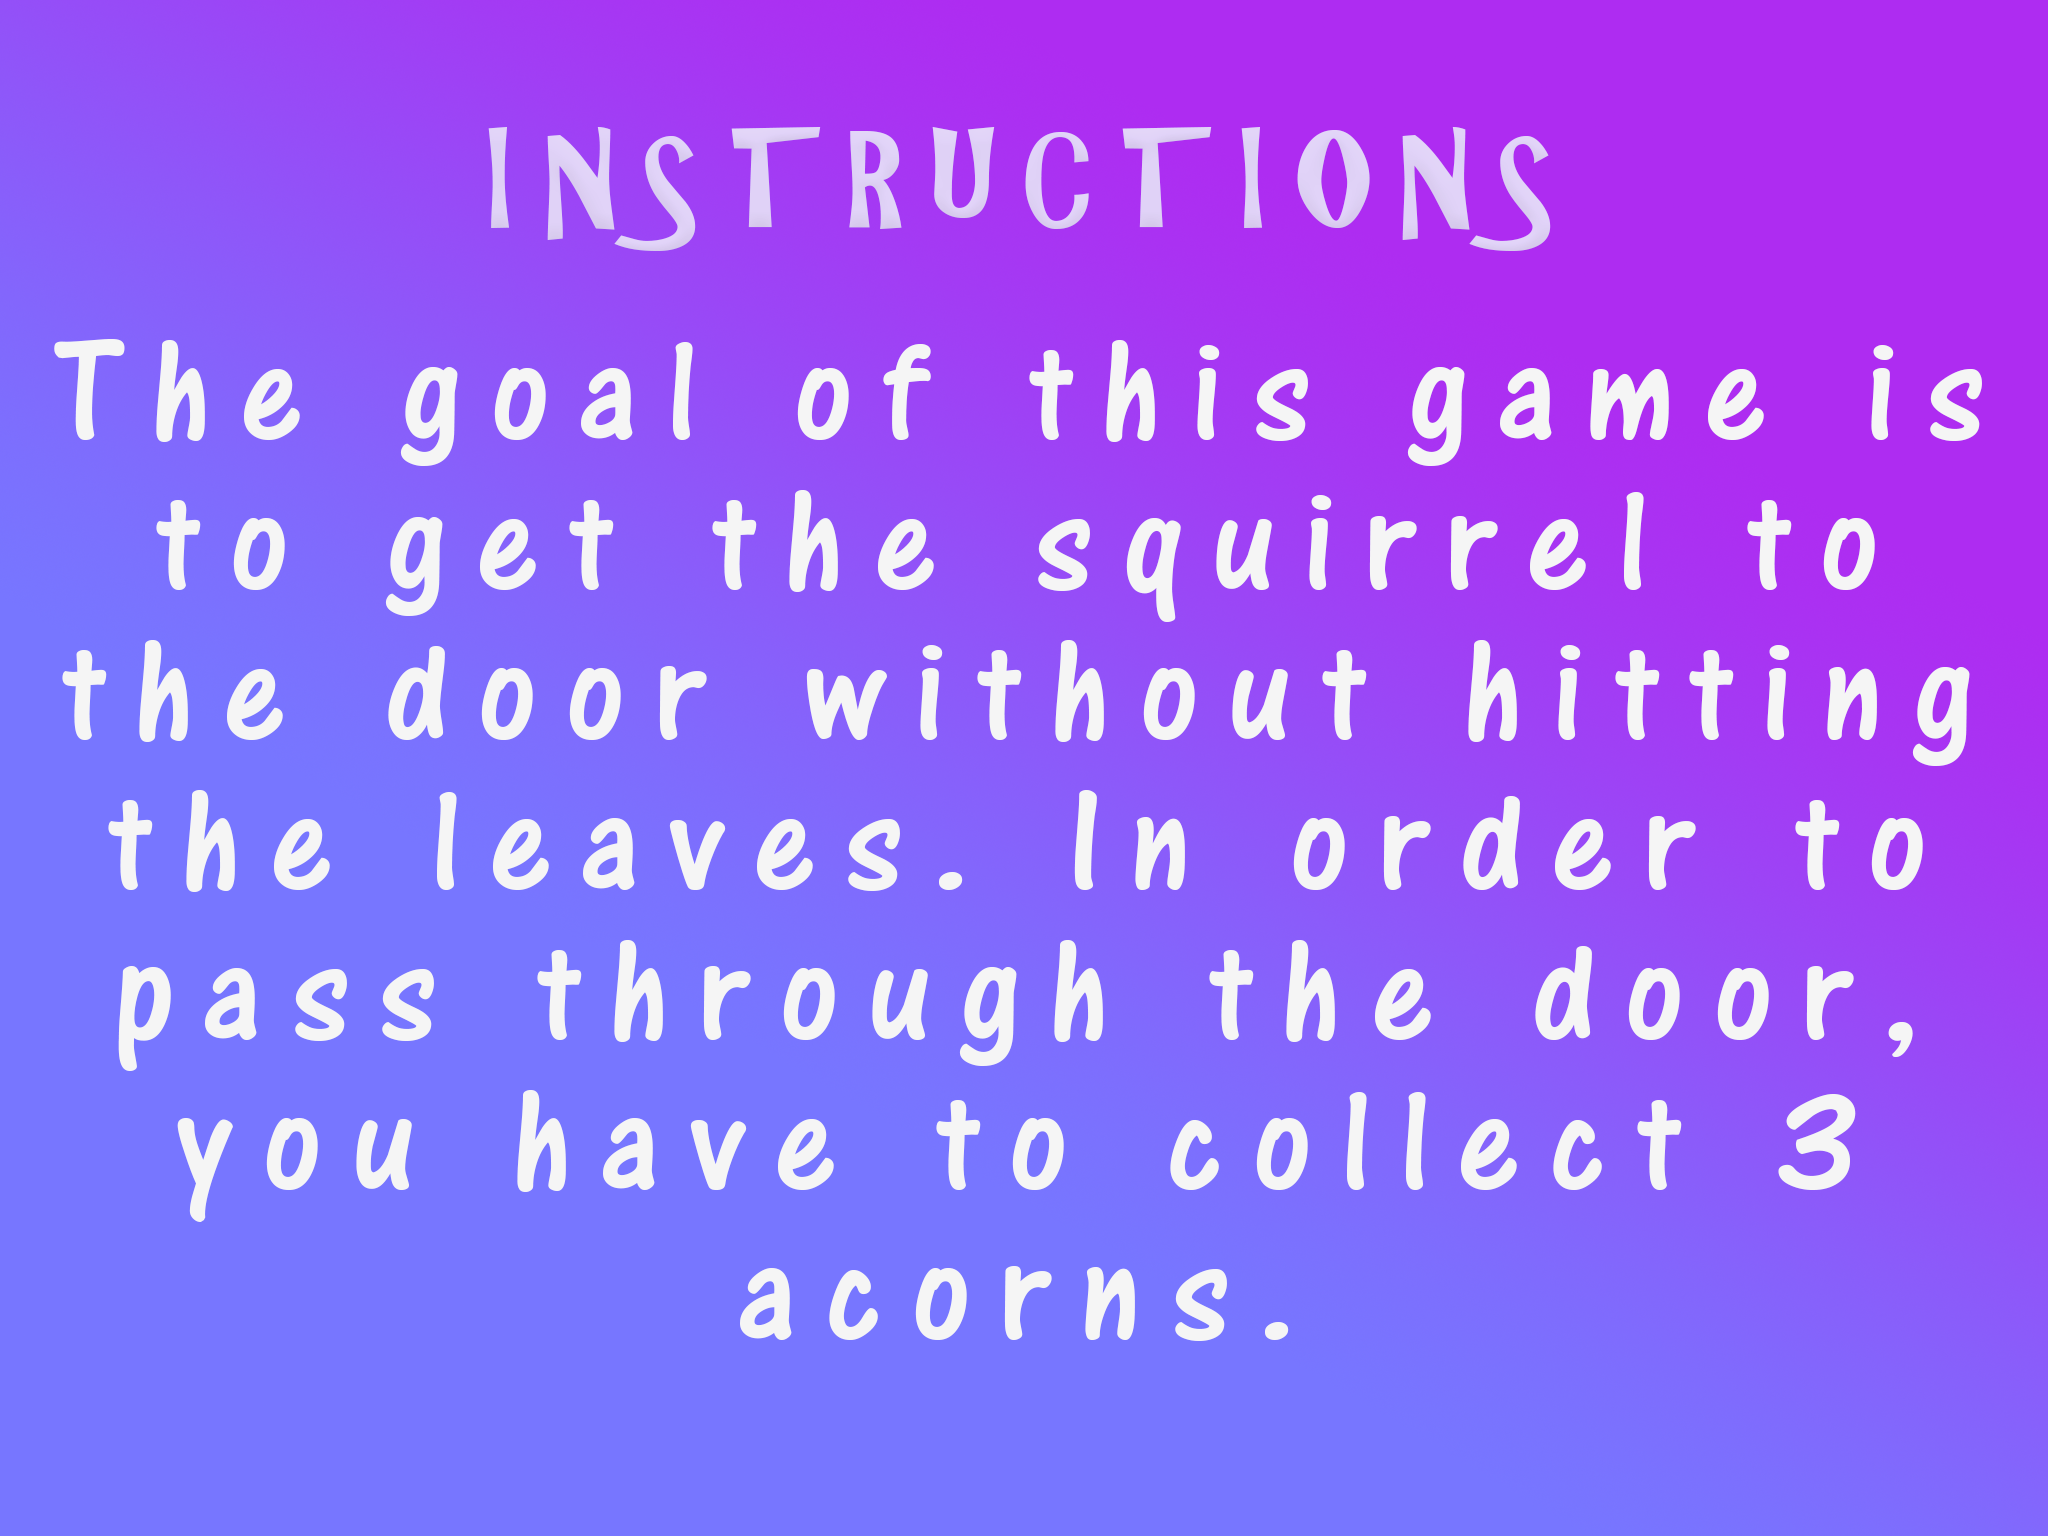 INSTRUCTIONS
The goal of this game is
to get the squirrel to
the door without hitting
the leaves. In order to
pass through the door,
you have to collect 3
acorns.